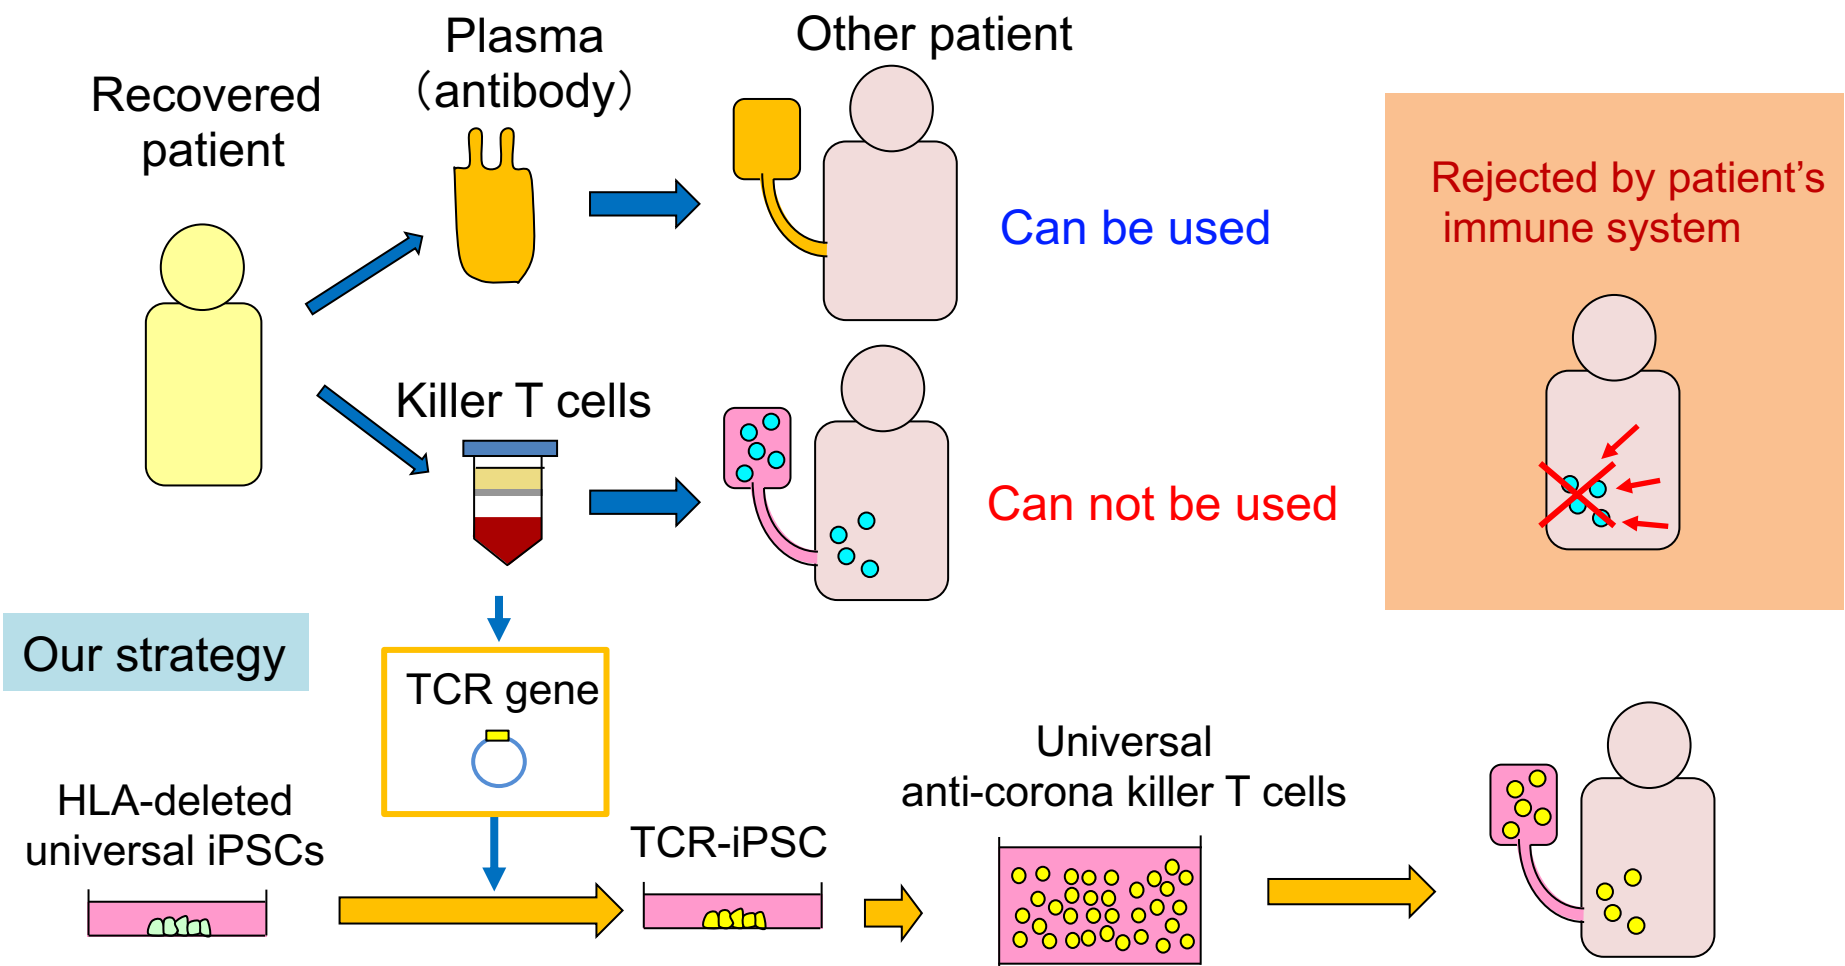 Recovered
patient
Plasma
（antibody）
Other patient
Can be used
Rejected by patient’s
immune system
Killer T cells
Can not be used
Our strategy
TCR gene
HLA-deleted
universal iPSCs
TCR-iPSC
Universal
anti-corona killer T cells